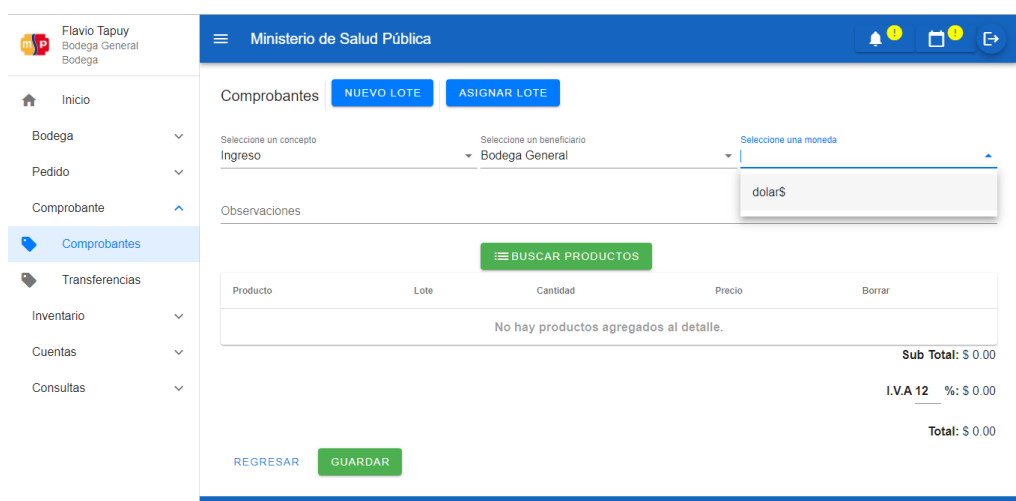 mSP
Flavio Tapuy
Bodega General
Bodega
Ministerio de Salud Pública
!
!
Inicio
Bodega
Pedido
Comprobante
Comprobantes
Transferencias
Inventario
Cuentas
Consultas
Comprobantes
NUEVO LOTE
ASIGNAR LOTE
Seleccione un concepto
Ingreso
Seleccione un beneficiario
Bodega General
Seleccione una moneda
dolar$
Observaciones
BUSCAR PRODUCTOS
Producto Lote Cantidad Precio Borrar
No hay productos agregados al detalle.
Sub Total: $ 0.00
I.V.A 12 %: $ 0.00
Total: $ 0.00
REGRESAR
GUARDAR